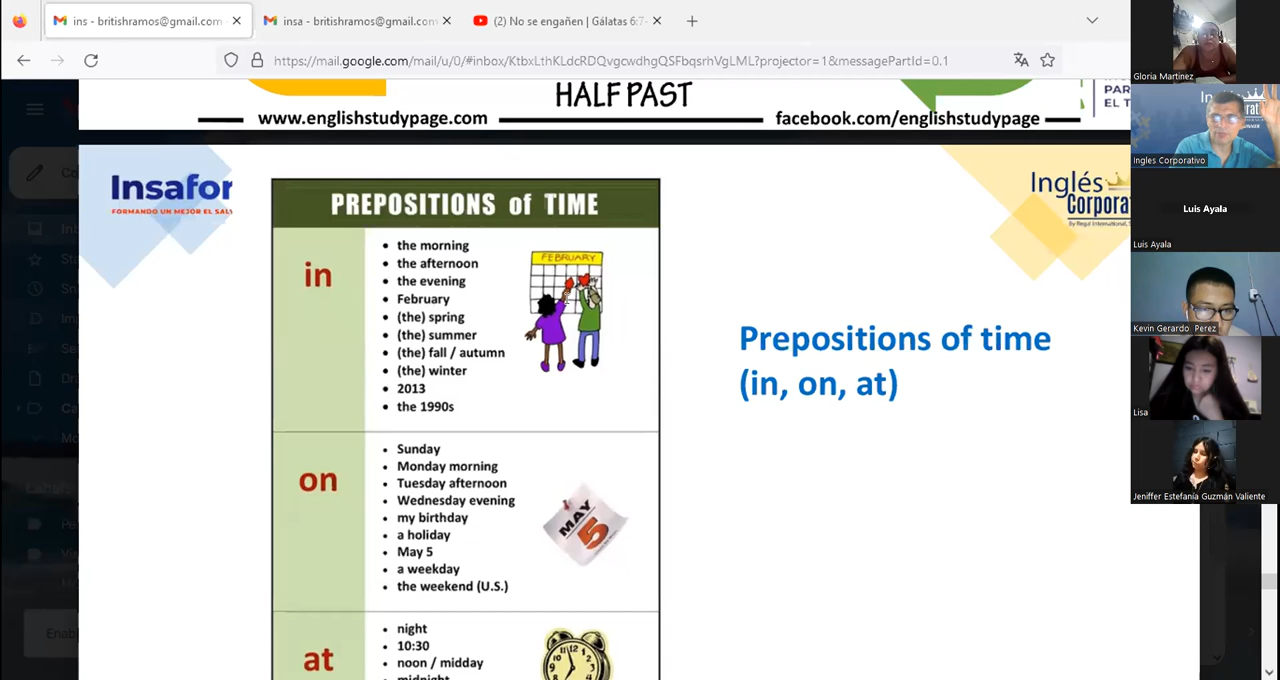 ins - britishramos@gmail.com -
insa - britishramos@gmail.com
(2) No se engañen | Gálatas 6:7-
https://mail.google.com/mail/u/0/#inbox/KtbxLthKLdcRDQvgcwdhgQSFbqsrhVgLML?projector=1&messagePartId=0.1
HALF PAST
www.englishstudypage.com
facebook.com/englishstudypage
PAR
EL T
Insafor
FORMANDO UN MEJOR EL SALV
Inglés
Corporat
PREPOSITIONS of TIME
in
the morning
the afternoon
the evening
February
(the) spring
(the) summer
(the) fall / autumn
(the) winter
2013
the 1990s
FEBRUARY
Prepositions of time
(in, on, at)
on
Sunday
Monday morning
Tuesday afternoon
Wednesday evening
my birthday
a holiday
May 5
a weekday
the weekend (U.S.)
MAY
5
at
night
10:30
noon / midday
midnight
Gloria Martinez
Ingles Corporativo
Luis Ayala
Luis Ayala
Kevin Gerardo Perez
Lisa
Jeniffer Estefanía Guzmán Valiente